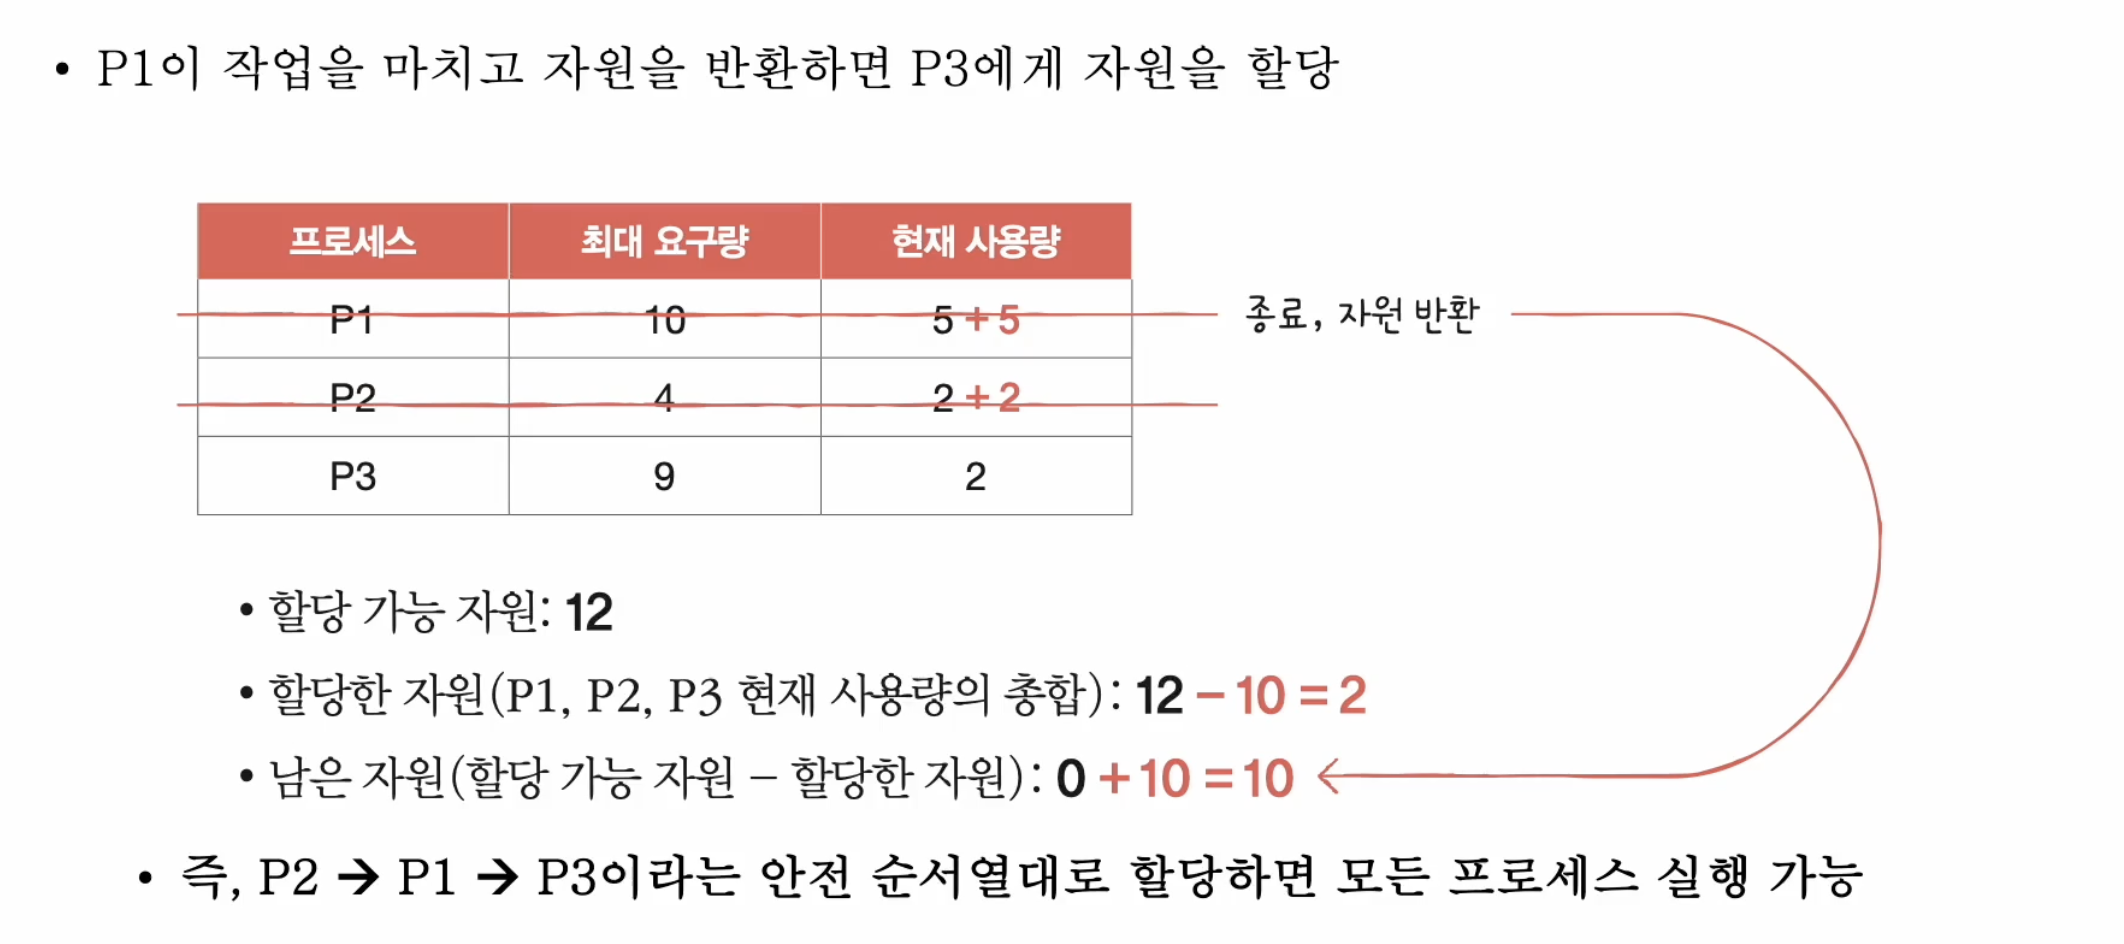 • P1이 작업을 마치고 자원을 반환하면 P3에게 자원을 할당
프로세스 최대 요구량 현재 사용량
P1 10 5 + 5 종료, 자원 반환
P2 4 2 + 2
P3 9 2
• 할당 가능 자원: 12
• 할당한 자원(P1, P2, P3 현재 사용량의 총합): 12 – 10 = 2
• 남은 자원(할당 가능 자원 – 할당한 자원): 0 + 10 = 10
• 즉, P2 → P1 → P3이라는 안전 순서열대로 할당하면 모든 프로세스 실행 가능